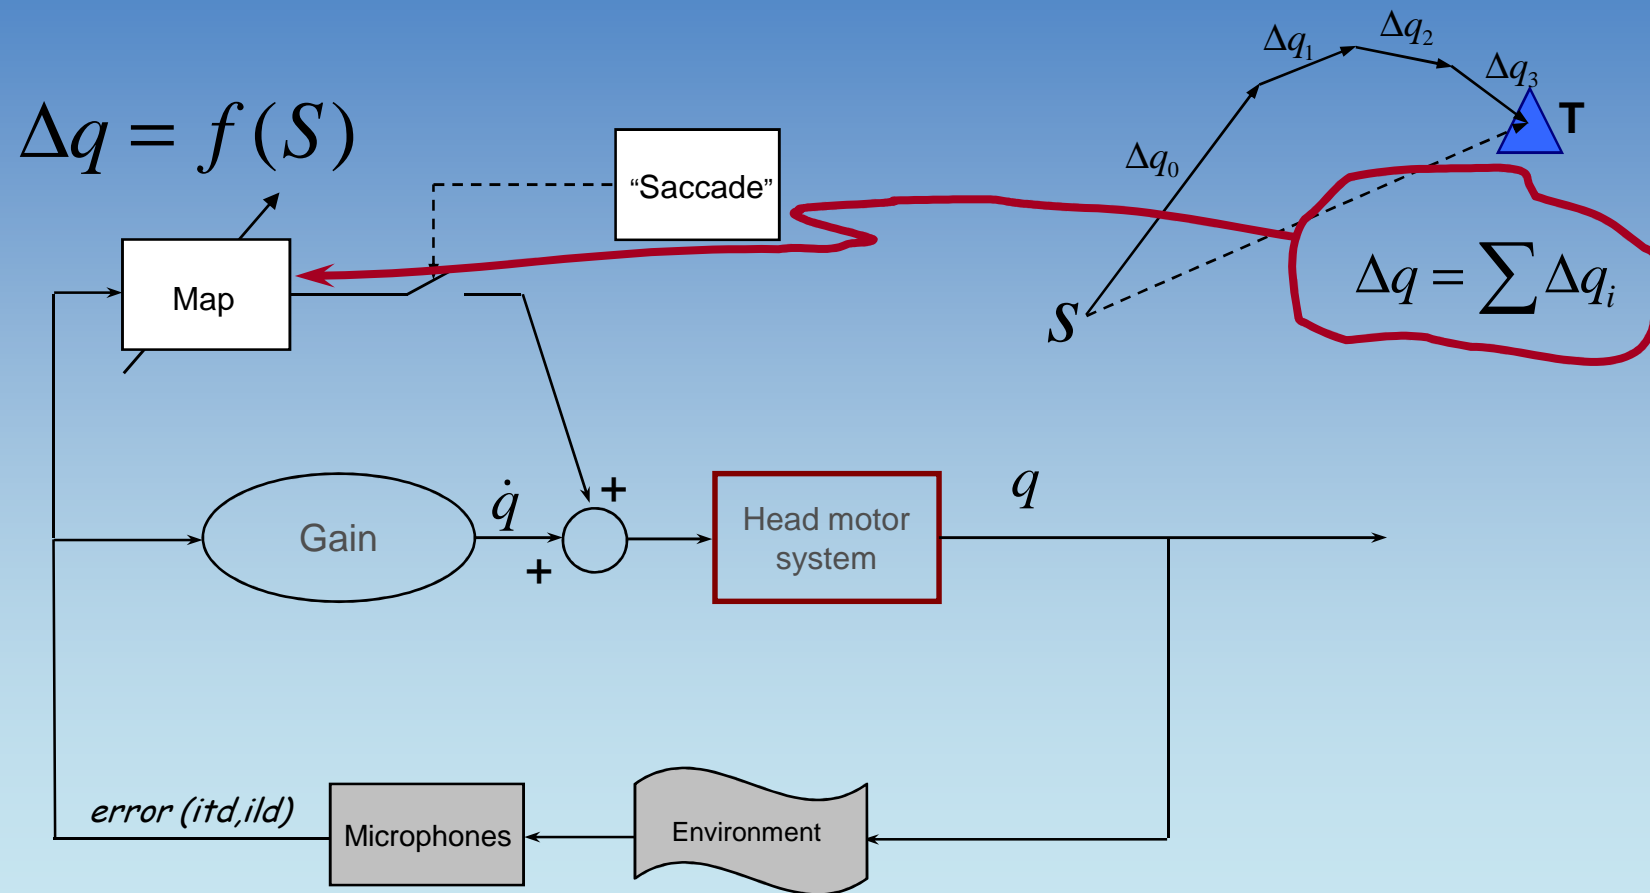 Δq₁
Δq₂
Δq₃
T
Δq = f(S)
Δq₀
“Saccade”
Map
S
Δq = ∑ Δqᵢ
Gain
q̇
+
+
Head motor
system
q
error (itd,ild)
Microphones
Environment